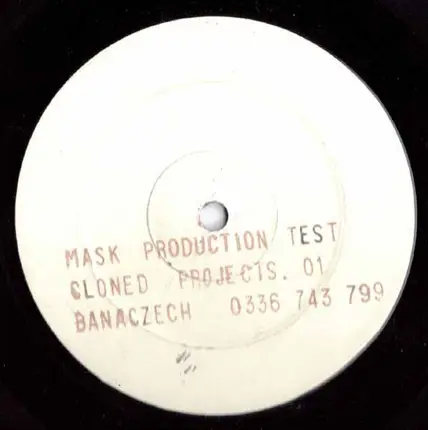 MASK PRODUCTION TEST
CLONED PROJECTS. 01
BANACZECH 0336 743 799